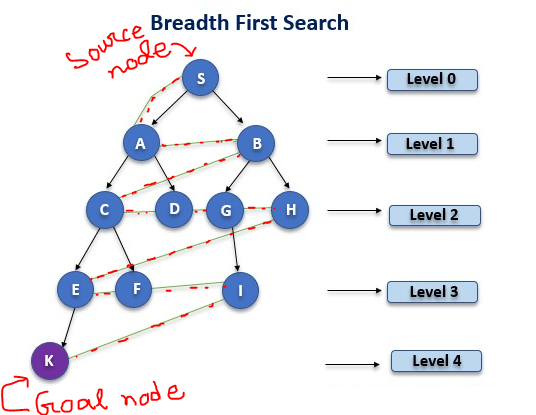 Breadth First Search
Source
node
S
Level 0
A
B
Level 1
C
D
G
H
Level 2
E
F
I
Level 3
K
Level 4
Goal node